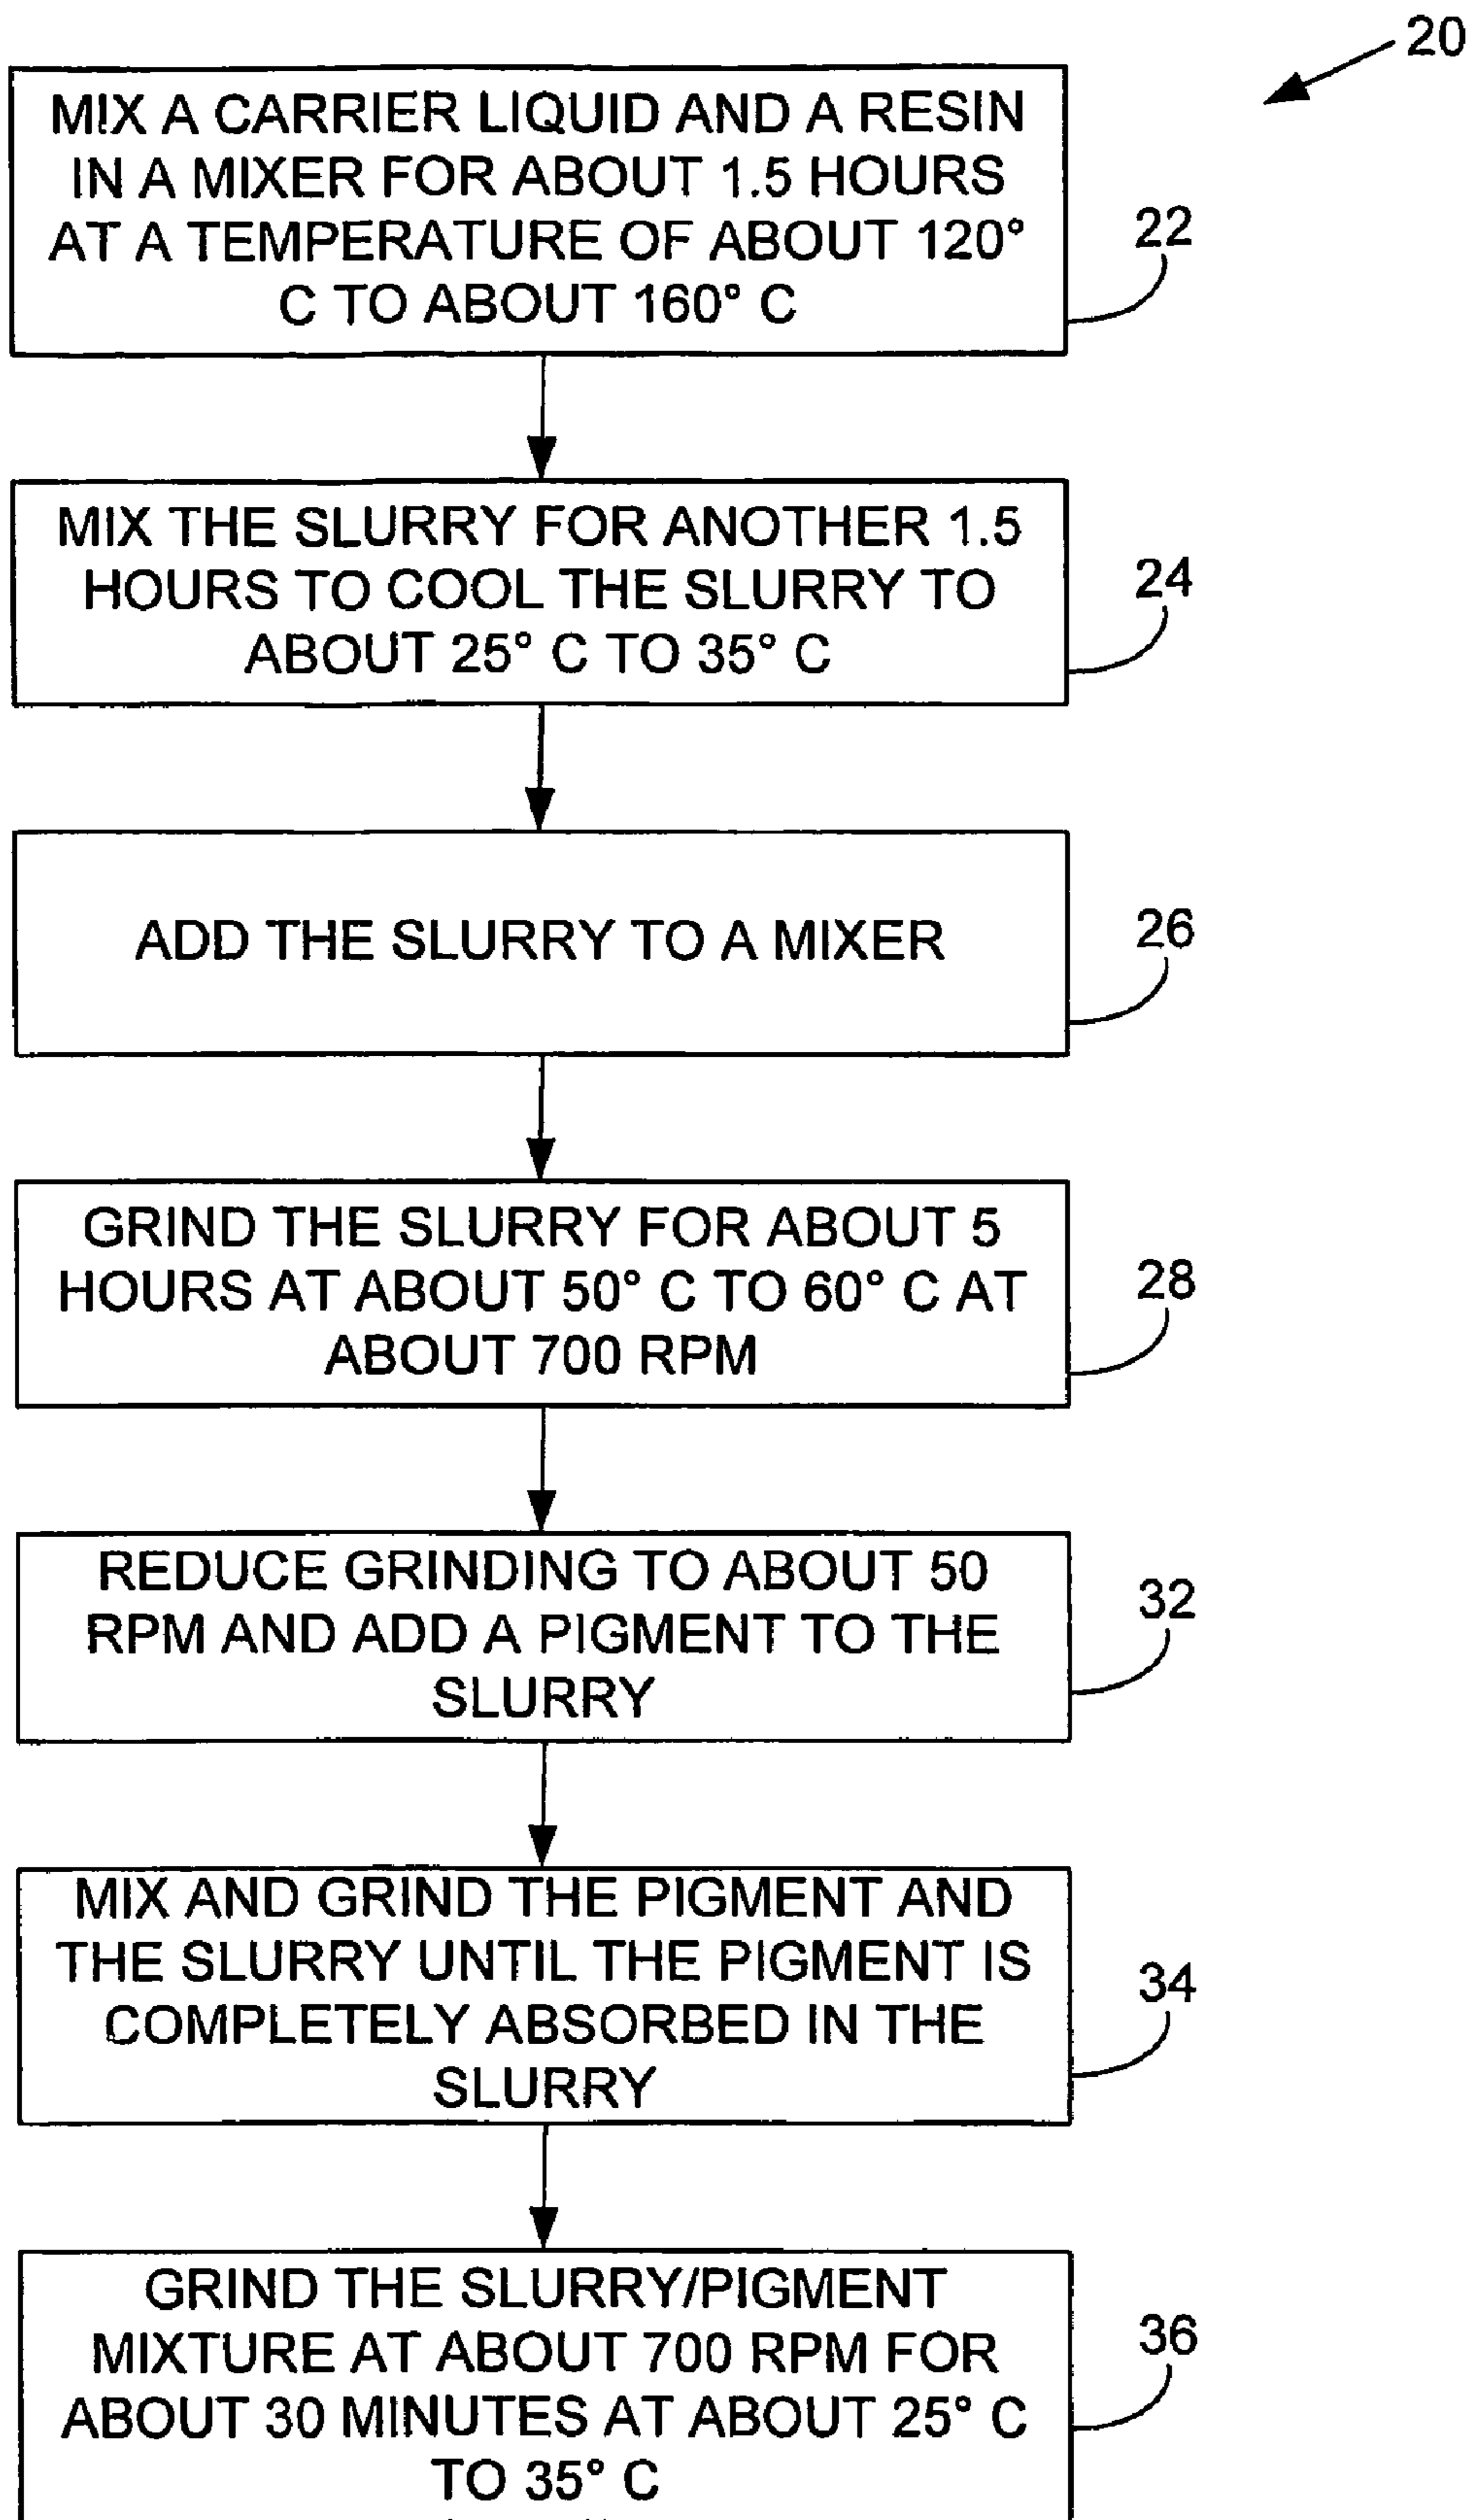 20
MIX A CARRIER LIQUID AND A RESIN
IN A MIXER FOR ABOUT 1.5 HOURS
AT A TEMPERATURE OF ABOUT 120°
C TO ABOUT 160° C
22
MIX THE SLURRY FOR ANOTHER 1.5
HOURS TO COOL THE SLURRY TO
ABOUT 25° C TO 35° C
24
ADD THE SLURRY TO A MIXER
26
GRIND THE SLURRY FOR ABOUT 5
HOURS AT ABOUT 50° C TO 60° C AT
ABOUT 700 RPM
28
REDUCE GRINDING TO ABOUT 50
RPM AND ADD A PIGMENT TO THE
SLURRY
32
MIX AND GRIND THE PIGMENT AND
THE SLURRY UNTIL THE PIGMENT IS
COMPLETELY ABSORBED IN THE
SLURRY
34
GRIND THE SLURRY/PIGMENT
MIXTURE AT ABOUT 700 RPM FOR
ABOUT 30 MINUTES AT ABOUT 25° C
TO 35° C
36